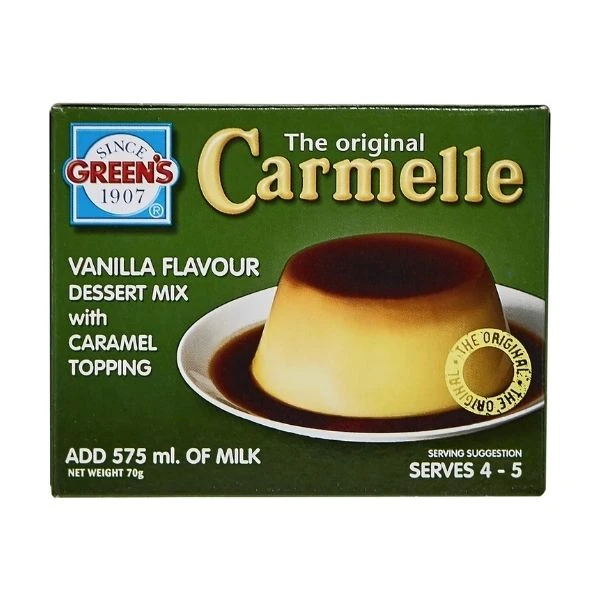 SINCE
GREEN'S
1907
®
The original
Carmelle
VANILLA FLAVOUR
DESSERT MIX
with
CARAMEL
TOPPING
THE ORIGINAL • THE ORIGINAL •
ADD 575 ml. OF MILK
NET WEIGHT 70g
SERVING SUGGESTION
SERVES 4 - 5